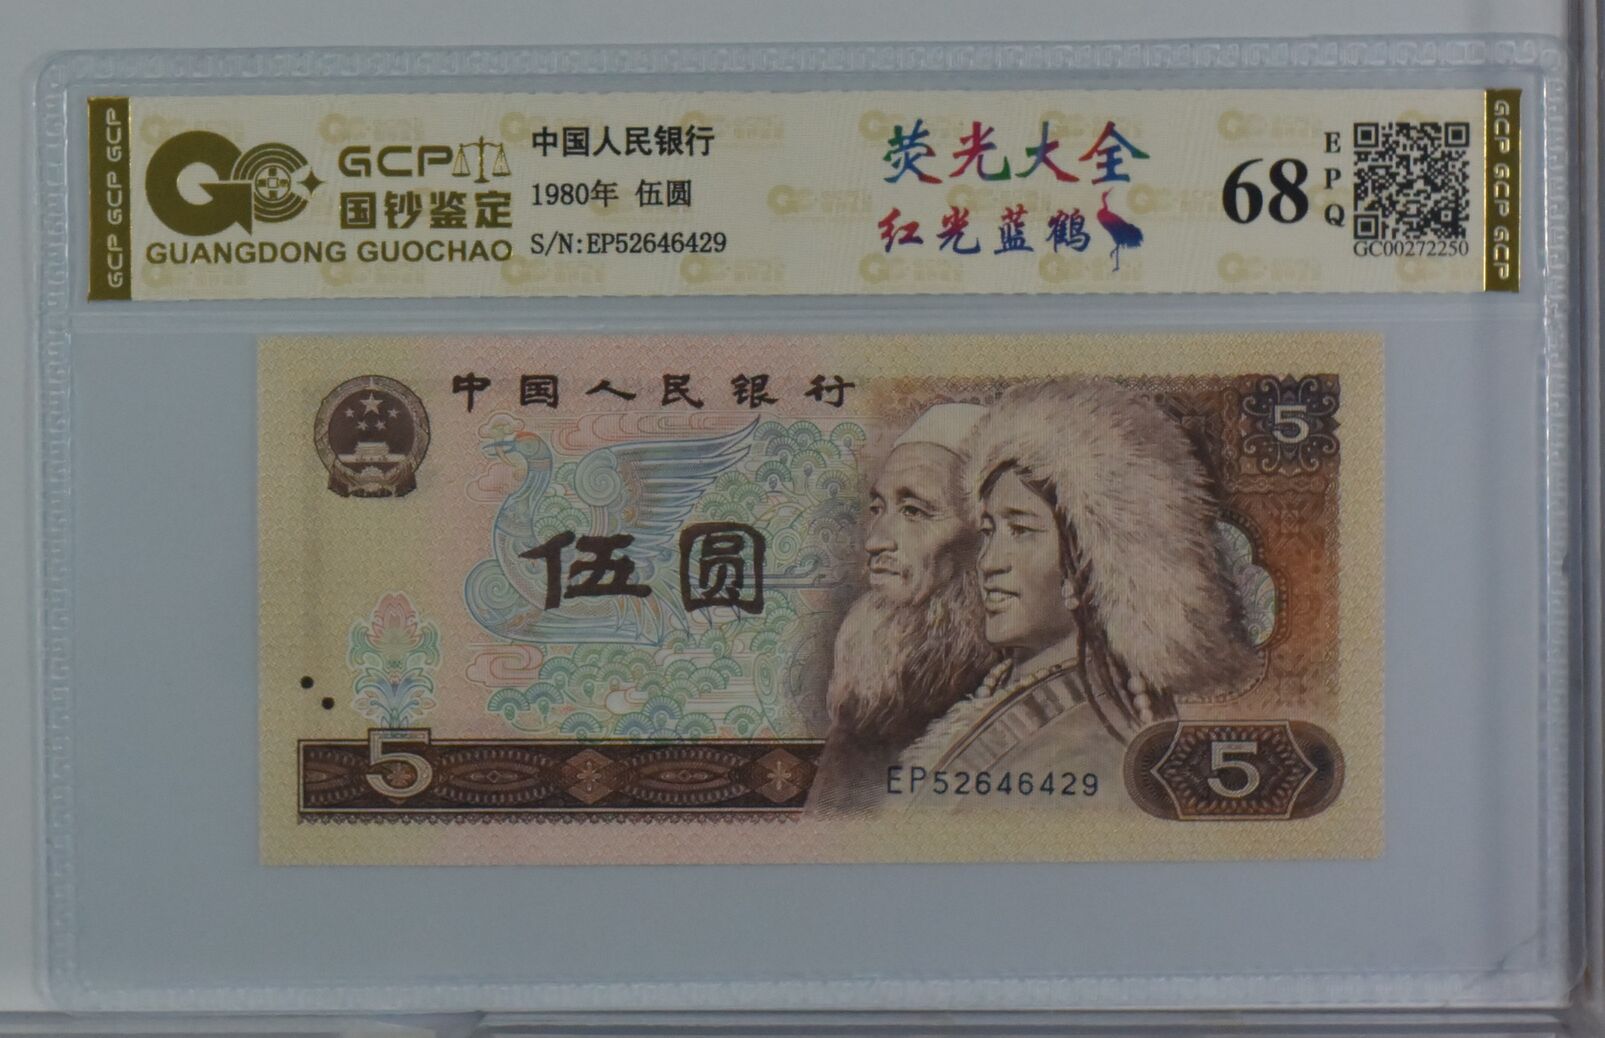 GCP GCP GCP
GCP
国钞鉴定
GUANGDONG GUOCHAO
中国人民银行
1980年 伍圆
S/N:EP52646429
荧光大全
红光蓝鹤
68
EPQ
GC00272250
GCP GCP GCP
中国人民银行
5
伍圆
5
EP52646429
5